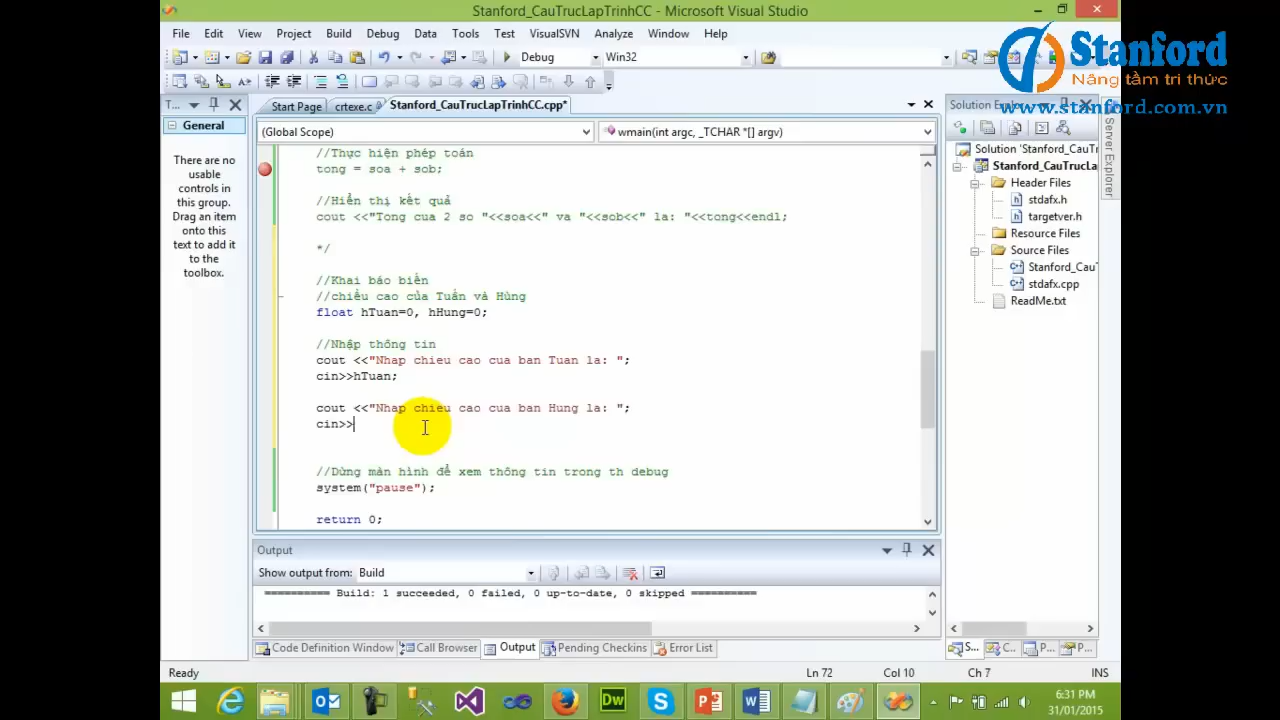 Stanford_CauTrucLapTrinhCC - Microsoft Visual Studio
Stanford
Nâng tầm tri thức
www.stanford.com.vn
File Edit View Project Build Debug Data Tools Test VisualSVN Analyze Window Help
Debug Win32
T...
Start Page crtexe.c Stanford_CauTrucLapTrinhCC.cpp*
General
(Global Scope) wmain(int argc, _TCHAR *[] argv)
There are no
usable
controls in
this group.
Drag an item
onto this
text to add it
to the
toolbox.
//Thực hiện phép toán
tong = soa + sob;
//Hiển thị kết quả
cout <<"Tong cua 2 so "<<soa<<" va "<<sob<<" la: "<<tong<<endl;
*/
//Khai báo biến
//chiều cao của Tuấn và Hùng
float hTuan=0, hHung=0;
//Nhập thông tin
cout <<"Nhap chieu cao cua ban Tuan la: ";
cin>>hTuan;
cout <<"Nhap chieu cao cua ban Hung la: ";
cin>>
//Dừng màn hình để xem thông tin trong th debug
system("pause");
return 0;
Solution Explo
Solution 'Stanford_CauTru
Stanford_CauTrucLa
Header Files
stdafx.h
targetver.h
Resource Files
Source Files
Stanford_Cau
stdafx.cpp
ReadMe.txt
Server Explorer
Output
Show output from: Build
========== Build: 1 succeeded, 0 failed, 0 up-to-date, 0 skipped ==========
Code Definition Window Call Browser Output Pending Checkins Error List
S... C... P... P...
Ready Ln 72 Col 10 Ch 7 INS
Dw
6:31 PM
31/01/2015